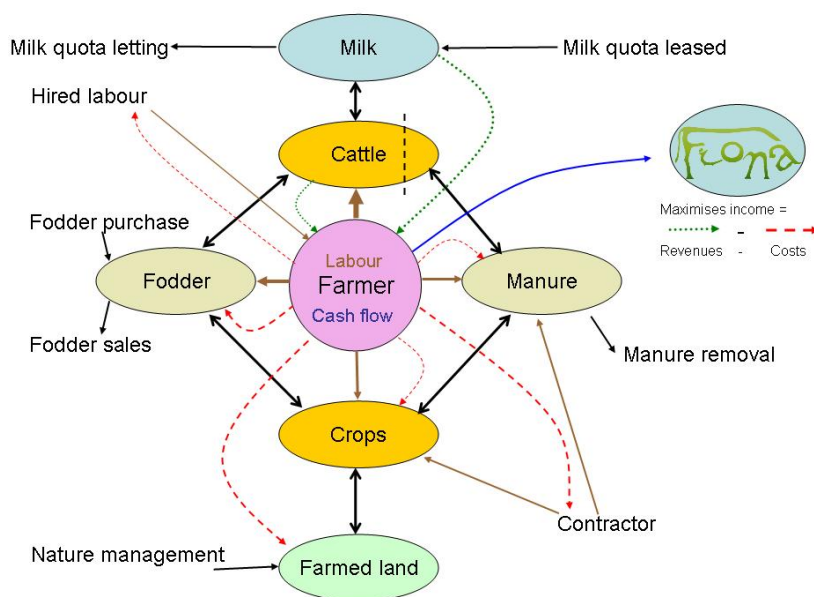 Milk quota letting
Milk
Milk quota leased
Hired labour
Cattle
Fiona
Maximises income =
-
Revenues - Costs
Fodder purchase
Labour
Farmer
Cash flow
Fodder
Manure
Fodder sales
Manure removal
Crops
Contractor
Nature management
Farmed land